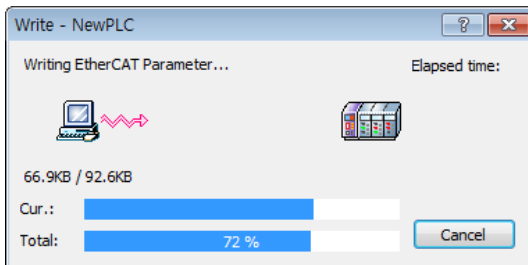 Write - NewPLC
Writing EtherCAT Parameter...
Elapsed time:
66.9KB / 92.6KB
Cur.:
Total:
72 %
Cancel